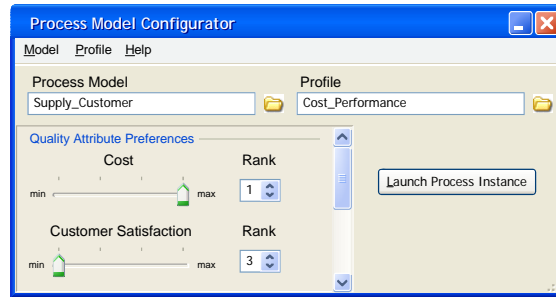 Process Model Configurator
Model Profile Help
Process Model Profile
Supply_Customer Cost_Performance
Quality Attribute Preferences
Cost Rank
min max 1
Launch Process Instance
Customer Satisfaction Rank
min max 3